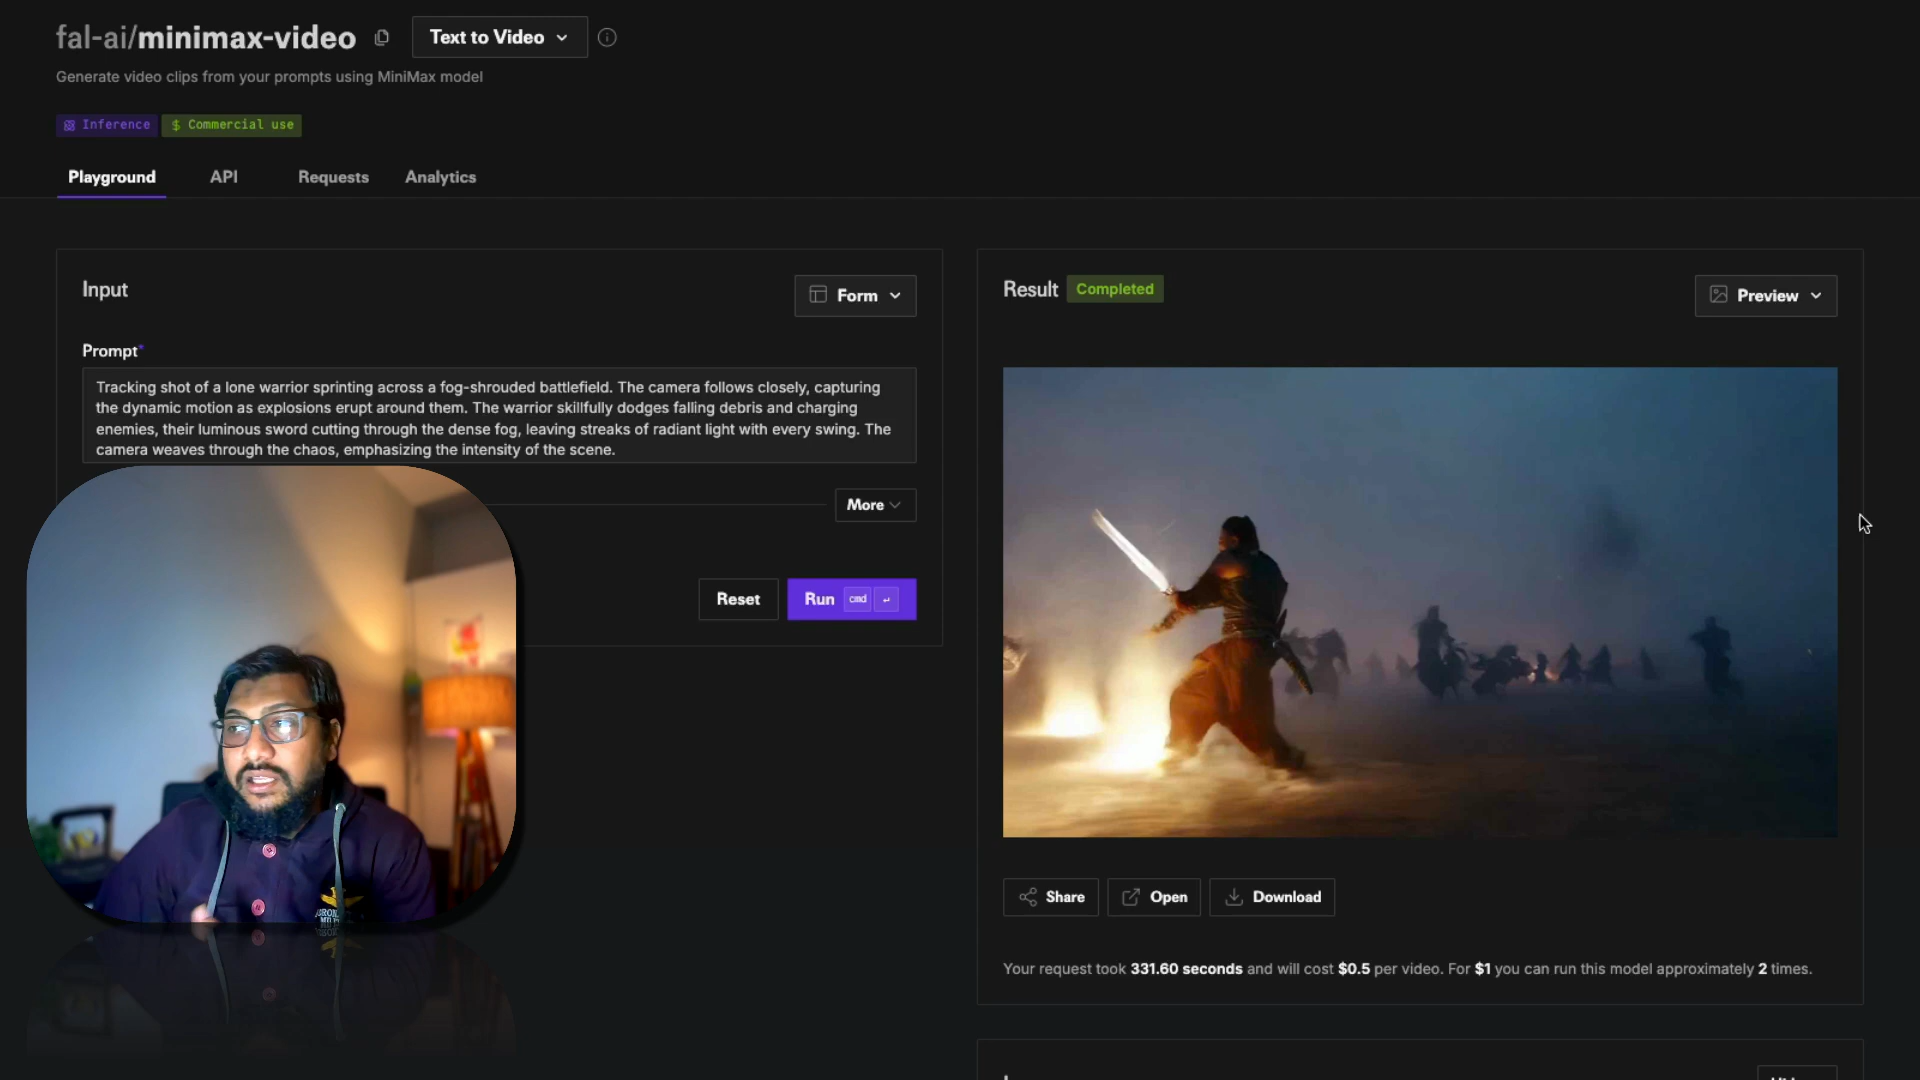 fal-ai/minimax-video
Text to Video
Generate video clips from your prompts using MiniMax model
Inference
$ Commercial use
Playground
API
Requests
Analytics
Input
Form
Prompt*
Tracking shot of a lone warrior sprinting across a fog-shrouded battlefield. The camera follows closely, capturing
the dynamic motion as explosions erupt around them. The warrior skillfully dodges falling debris and charging
enemies, their luminous sword cutting through the dense fog, leaving streaks of radiant light with every swing. The
camera weaves through the chaos, emphasizing the intensity of the scene.
More
Reset
Run cmd ↵
Result
Completed
Preview
Share
Open
Download
Your request took 331.60 seconds and will cost $0.5 per video. For $1 you can run this model approximately 2 times.